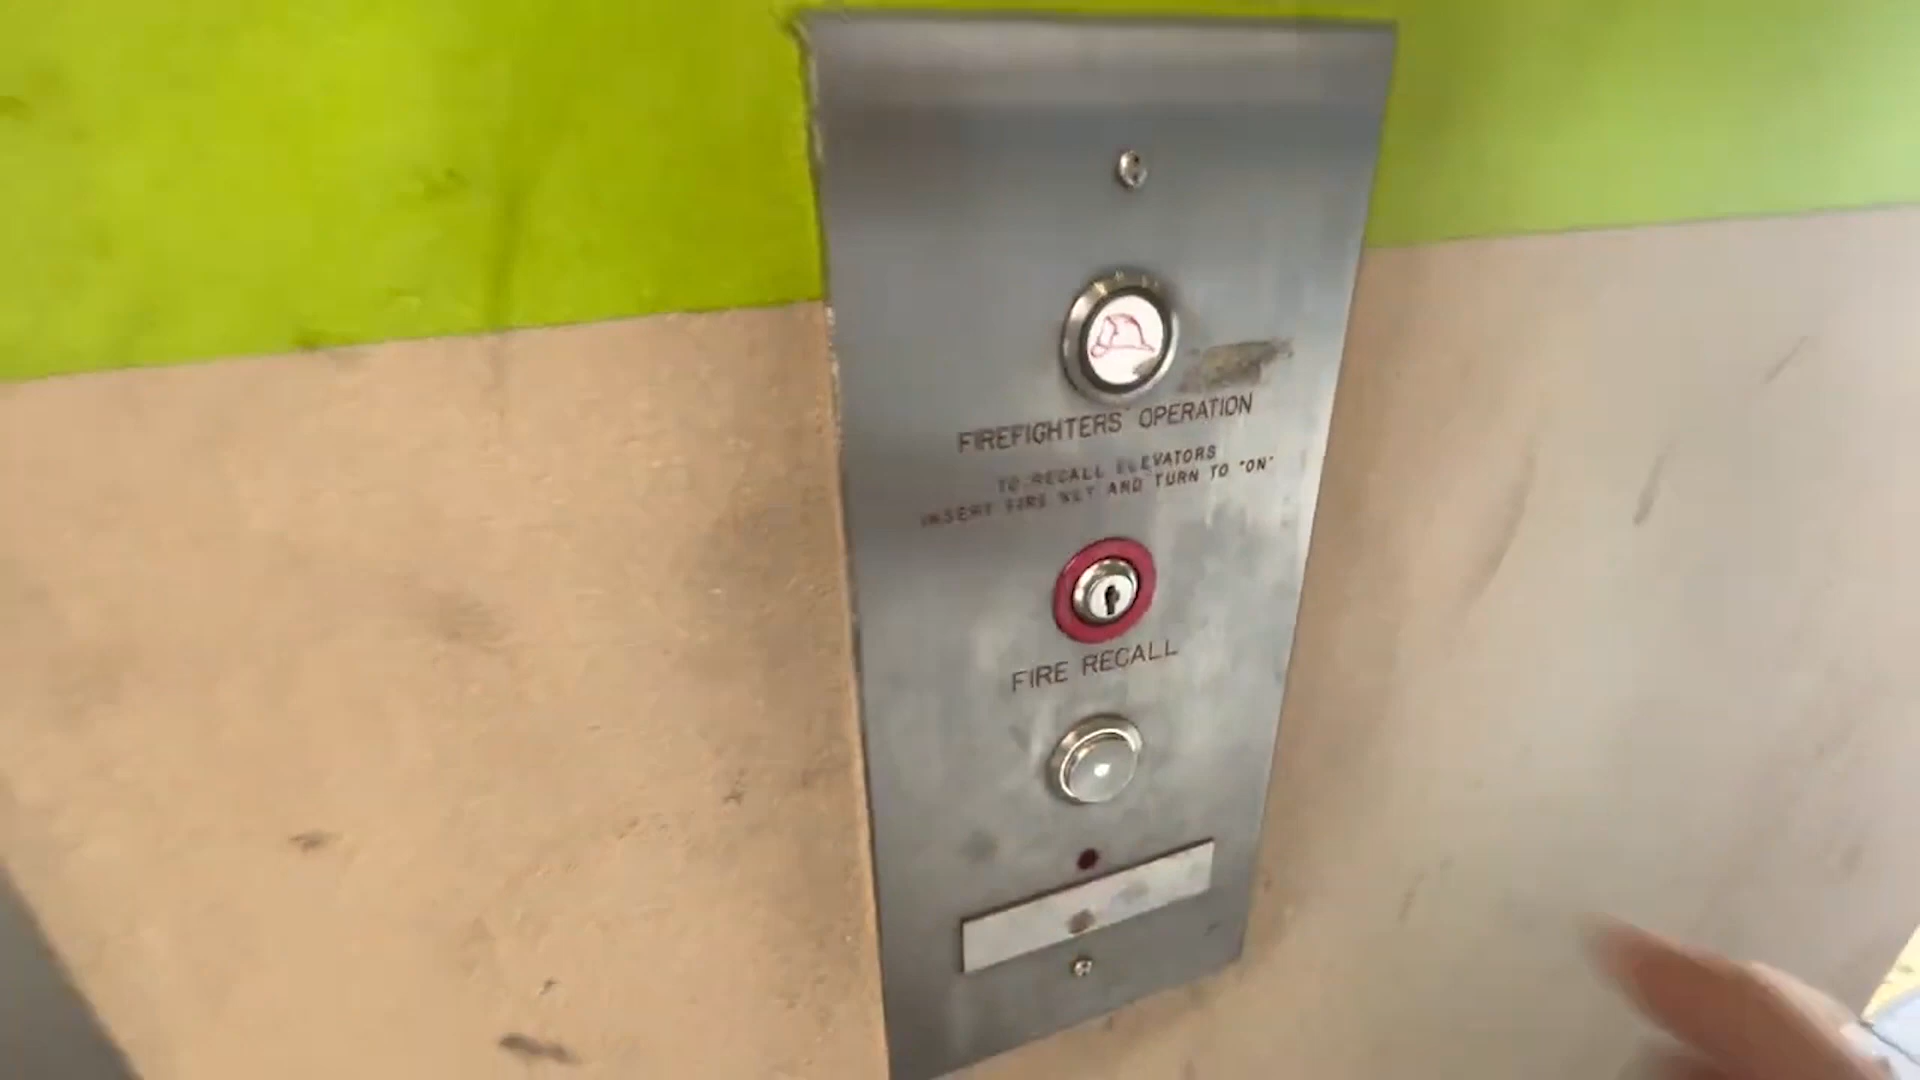 FIREFIGHTERS' OPERATION
TO RECALL ELEVATORS
INSERT FIRE KEY AND TURN TO "ON"
FIRE RECALL